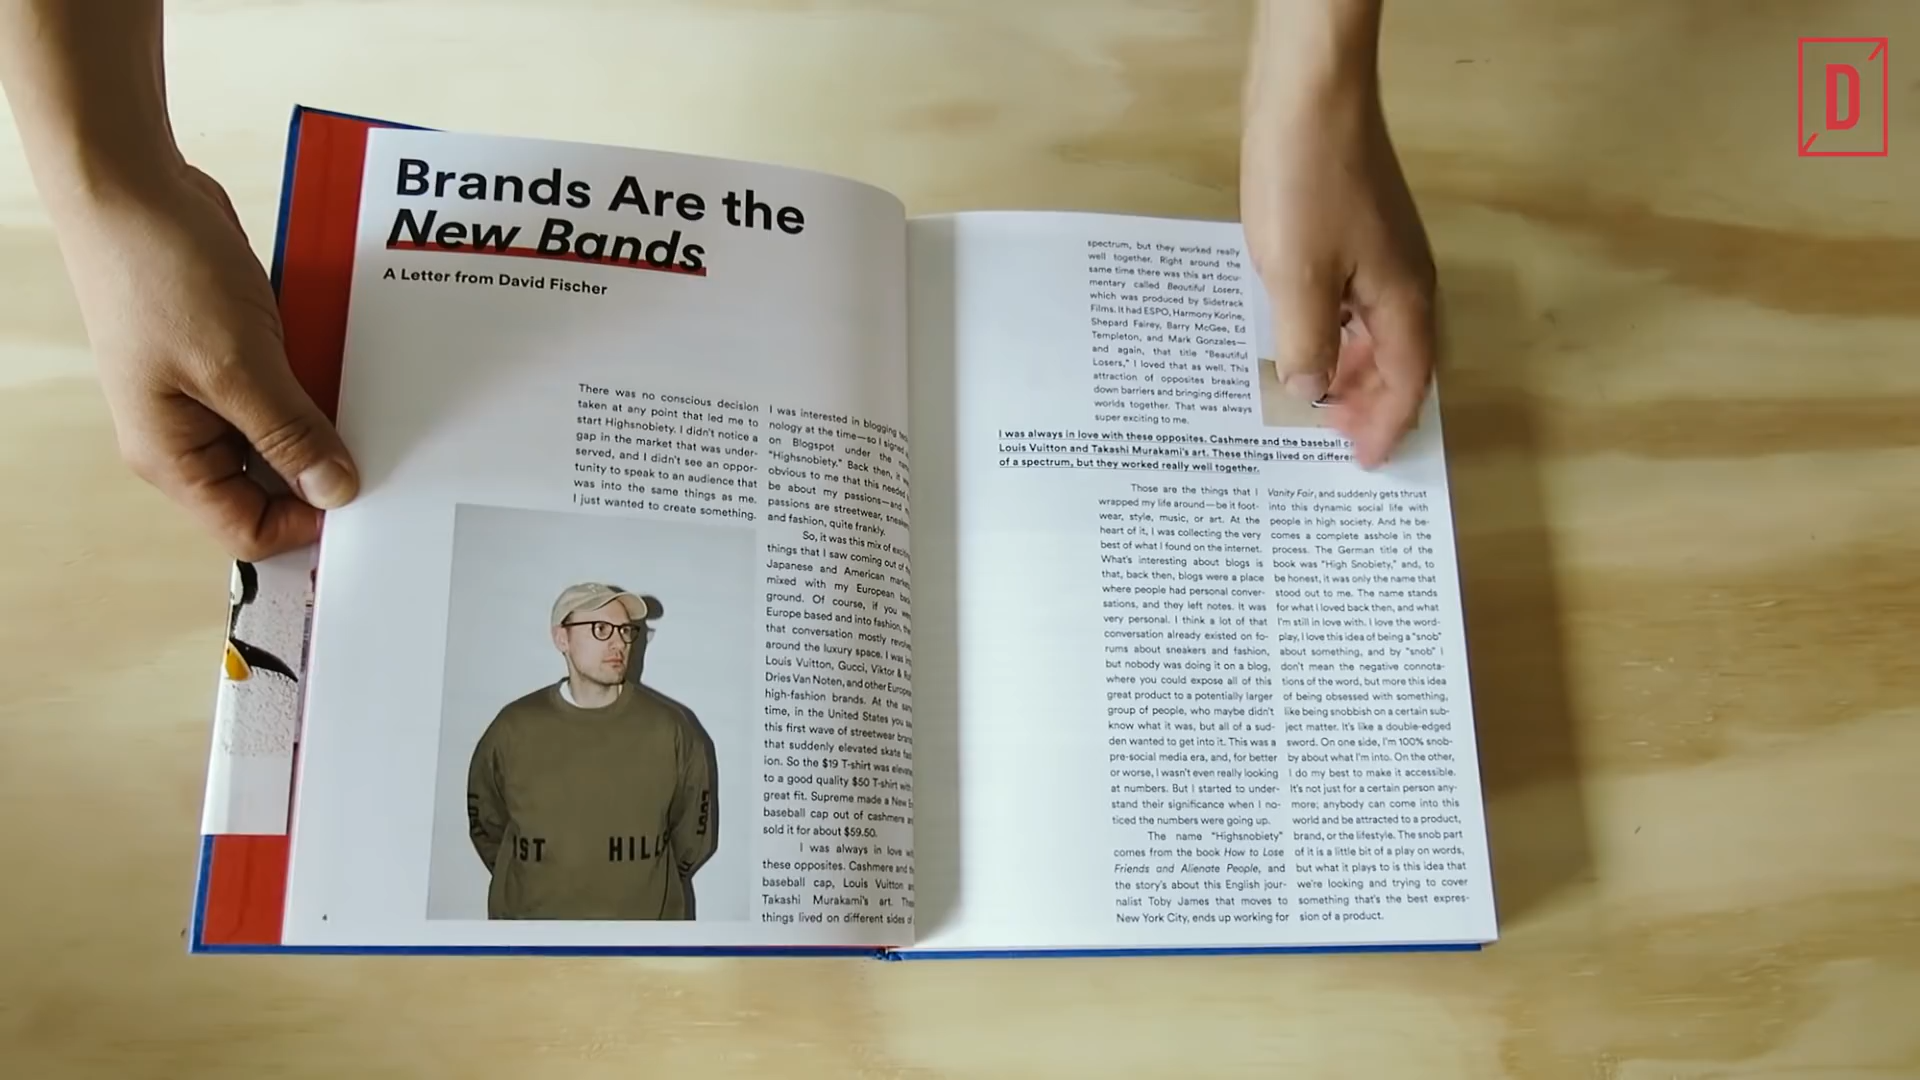 Brands Are the
New Bands
A Letter from David Fischer
There was no conscious decision
taken at any point that led me to
start Highsnobiety. I didn't notice a
gap in the market that was under-
served, and I didn't see an oppor-
tunity to speak to an audience that
was into the same things as me.
I just wanted to create something.
I was interested in blogging
nology at the time—so I signed
on Blogspot under the
"Highsnobiety." Back then, it
obvious to me that this needed
be about my passions—and
passions are streetwear,
and fashion, quite frankly.
So, it was this mix of
things that I saw coming out of
Japanese and American
mixed with my European
ground. Of course, if you
Europe based and into fashion,
that conversation mostly
around the luxury space. I was
Louis Vuitton, Gucci, Viktor &
Dries Van Noten, and other
high-fashion brands. At the
time, in the United States you
this first wave of streetwear
that suddenly elevated skate
ion. So the $19 T-shirt was
to a good quality $50 T-shirt
great fit. Supreme made a New
baseball cap out of cashmere
sold it for about $59.50.
I was always in love
these opposites. Cashmere and
baseball cap, Louis Vuitton
Takashi Murakami's art.
things lived on different sides
IST HILL
4
spectrum, but they worked really
well together. Right around the
same time there was this art docu-
mentary called Beautiful Losers,
which was produced by Sidetrack
Films. It had ESPO, Harmony Korine,
Shepard Fairey, Barry McGee, Ed
Templeton, and Mark Gonzales—
and again, that title "Beautiful
Losers," I loved that as well. This
attraction of opposites breaking
down barriers and bringing different
worlds together. That was always
super exciting to me.
I was always in love with these opposites. Cashmere and the baseball
Louis Vuitton and Takashi Murakami's art. These things lived on
of a spectrum, but they worked really well together.
Those are the things that I
wrapped my life around—be it foot-
wear, style, music, or art. At the
heart of it, I was collecting the very
best of what I found on the internet.
What's interesting about blogs is
that, back then, blogs were a place
where people had personal conver-
sations, and they left notes. It was
very personal. I think a lot of that
conversation already existed on fo-
rums about sneakers and fashion,
but nobody was doing it on a blog,
where you could expose all of this
great product to a potentially larger
group of people, who maybe didn't
know what it was, but all of a sud-
den wanted to get into it. This was a
pre-social media era, and, for better
or worse, I wasn't even really looking
at numbers. But I started to under-
stand their significance when I no-
ticed the numbers were going up.
The name "Highsnobiety"
comes from the book How to Lose
Friends and Alienate People, and
the story's about this English jour-
nalist Toby James that moves to
New York City, ends up working for
Vanity Fair, and suddenly gets thrust
into this dynamic social life with
people in high society. And he be-
comes a complete asshole in the
process. The German title of the
book was "High Snobiety," and, to
be honest, it was only the name that
stood out to me. The name stands
for what I loved back then, and what
I'm still in love with. I love the word-
play, I love this idea of being a "snob"
about something, and by "snob" I
don't mean the negative connota-
tions of the word, but more this idea
of being obsessed with something,
like being snobbish on a certain sub-
ject matter. It's like a double-edged
sword. On one side, I'm 100% snob-
by about what I'm into. On the other,
I do my best to make it accessible.
It's not just for a certain person any-
more; anybody can come into this
world and be attracted to a product,
brand, or the lifestyle. The snob part
of it is a little bit of a play on words,
but what it plays to is this idea that
we're looking and trying to cover
something that's the best expres-
sion of a product.
D